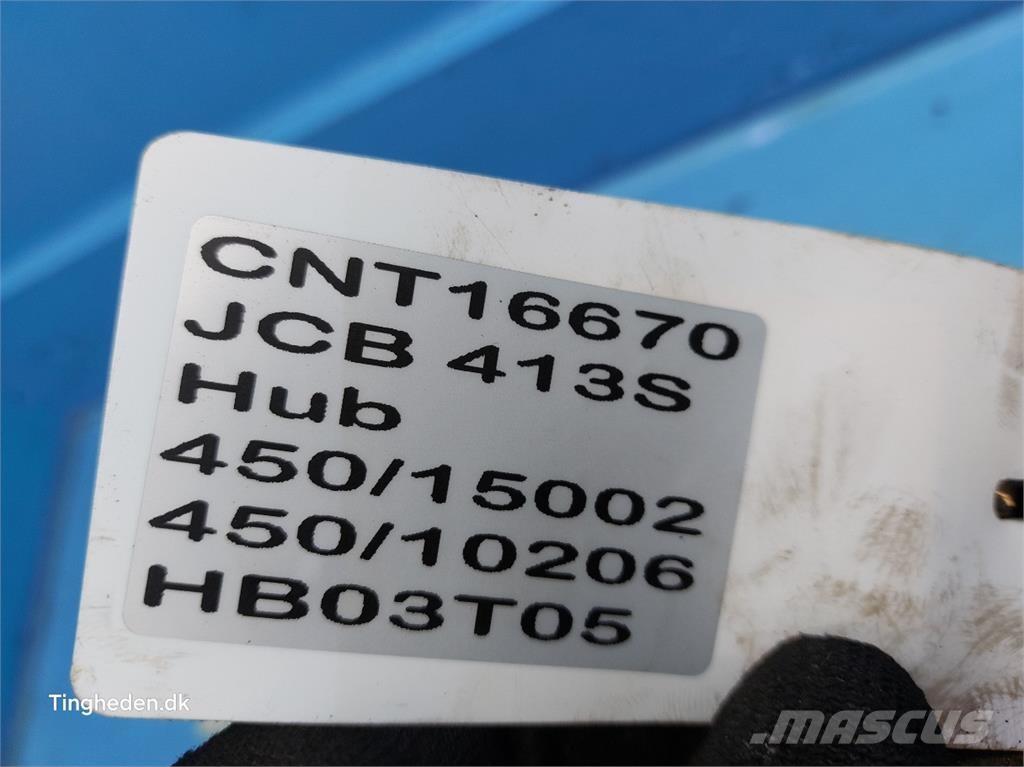 CNT16670
JCB 413S
Hub
450/15002
450/10206
HB03T05
Tingheden.dk
.MASCUS